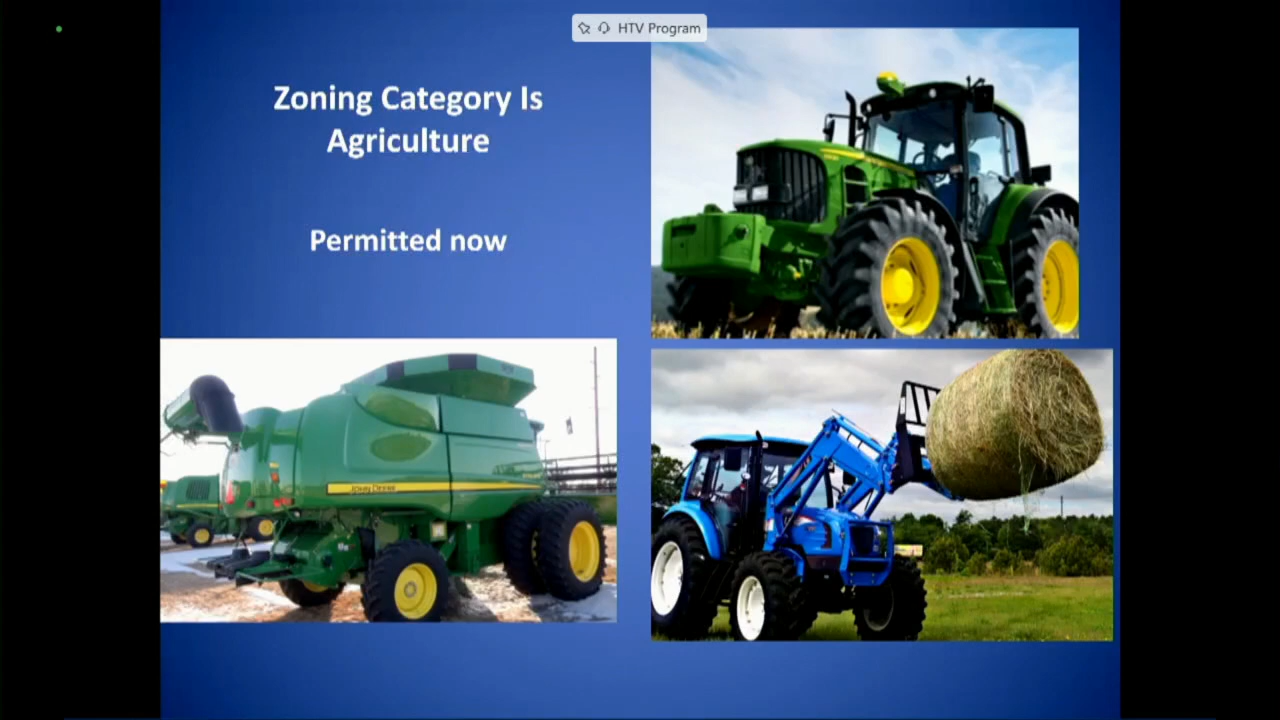 HTV Program
Zoning Category Is
Agriculture
Permitted now
JOHN DEERE